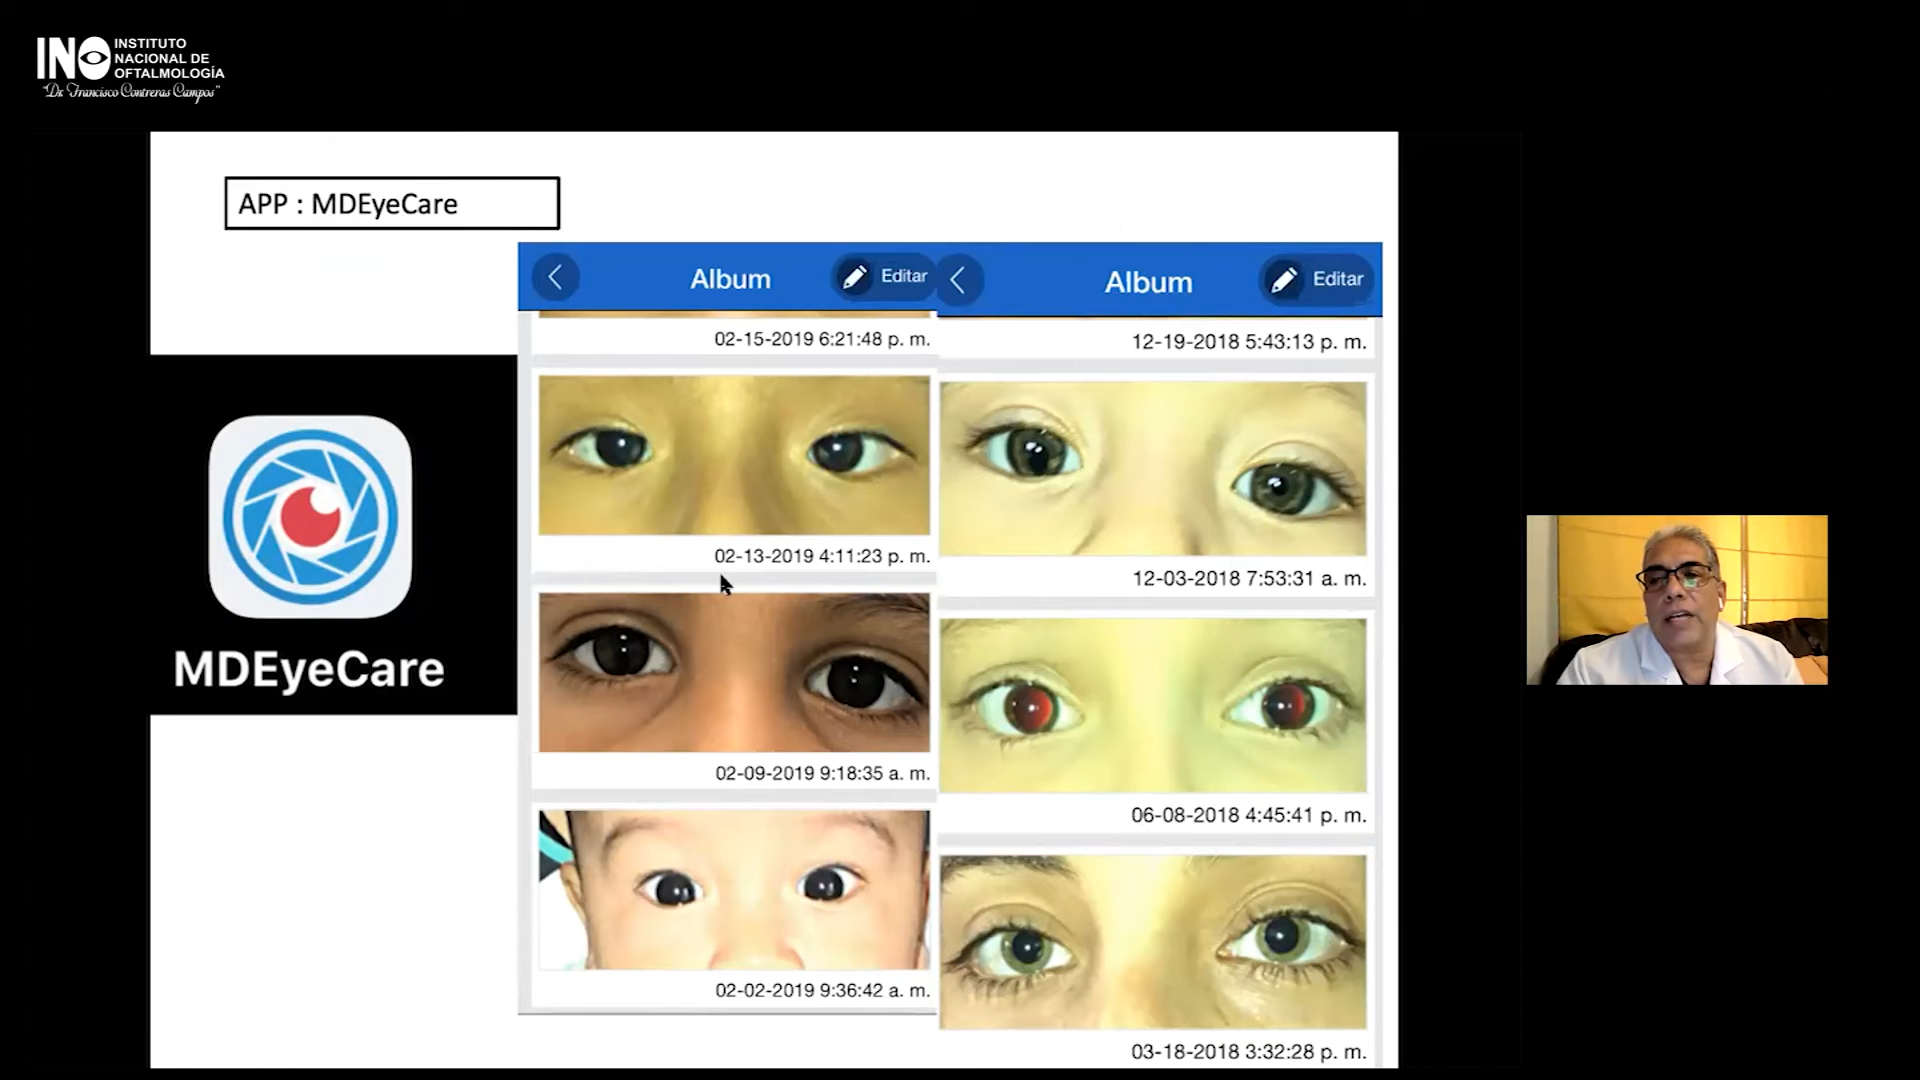 INO
INSTITUTO
NACIONAL DE
OFTALMOLOGÍA
"Dr. Francisco Contreras Campos"
APP : MDEyeCare
MDEyeCare
Album
Editar
02-15-2019 6:21:48 p. m.
02-13-2019 4:11:23 p. m.
02-09-2019 9:18:35 a. m.
02-02-2019 9:36:42 a. m.
Album
Editar
12-19-2018 5:43:13 p. m.
12-03-2018 7:53:31 a. m.
06-08-2018 4:45:41 p. m.
03-18-2018 3:32:28 p. m.